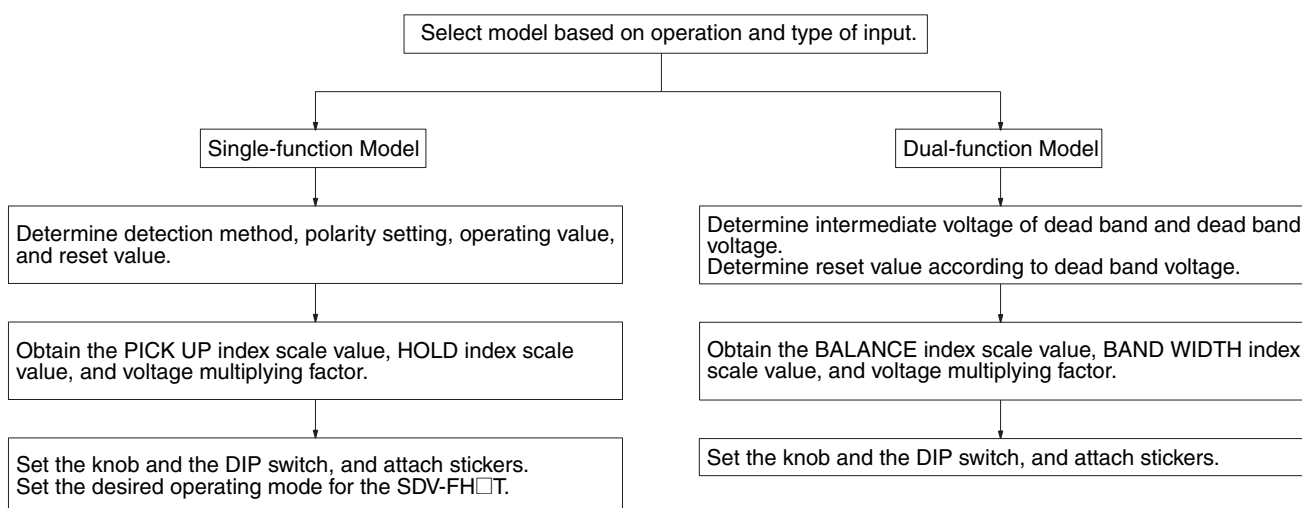 Select model based on operation and type of input.
Single-function Model
Dual-function Model
Determine detection method, polarity setting, operating value,
and reset value.
Determine intermediate voltage of dead band and dead band
voltage.
Determine reset value according to dead band voltage.
Obtain the PICK UP index scale value, HOLD index scale
value, and voltage multiplying factor.
Obtain the BALANCE index scale value, BAND WIDTH index
scale value, and voltage multiplying factor.
Set the knob and the DIP switch, and attach stickers.
Set the desired operating mode for the SDV-FH□T.
Set the knob and the DIP switch, and attach stickers.